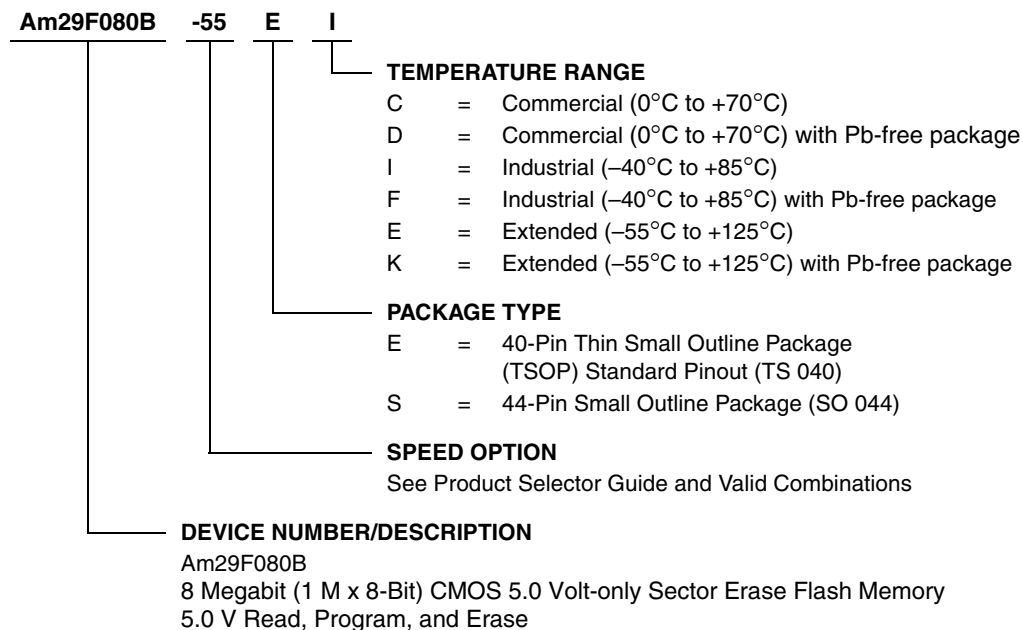 Am29F080B -55 E I
TEMPERATURE RANGE
C = Commercial (0°C to +70°C)
D = Commercial (0°C to +70°C) with Pb-free package
I = Industrial (–40°C to +85°C)
F = Industrial (–40°C to +85°C) with Pb-free package
E = Extended (–55°C to +125°C)
K = Extended (–55°C to +125°C) with Pb-free package
PACKAGE TYPE
E = 40-Pin Thin Small Outline Package
(TSOP) Standard Pinout (TS 040)
S = 44-Pin Small Outline Package (SO 044)
SPEED OPTION
See Product Selector Guide and Valid Combinations
DEVICE NUMBER/DESCRIPTION
Am29F080B
8 Megabit (1 M x 8-Bit) CMOS 5.0 Volt-only Sector Erase Flash Memory
5.0 V Read, Program, and Erase